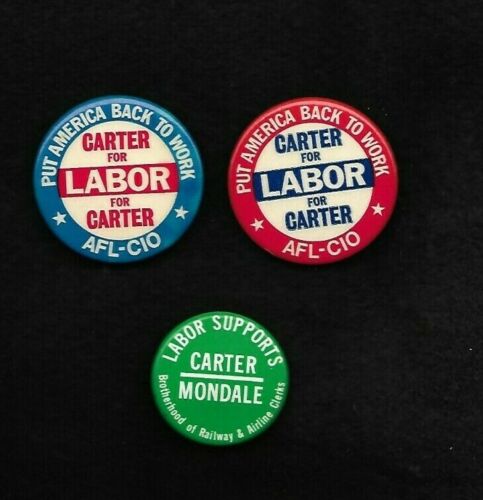 PUT AMERICA BACK TO WORK
CARTER
FOR
LABOR
FOR
CARTER
AFL-CIO
PUT AMERICA BACK TO WORK
CARTER
FOR
LABOR
FOR
CARTER
AFL-CIO
LABOR SUPPORTS
CARTER
MONDALE
Brotherhood of Railway & Airline Clerks